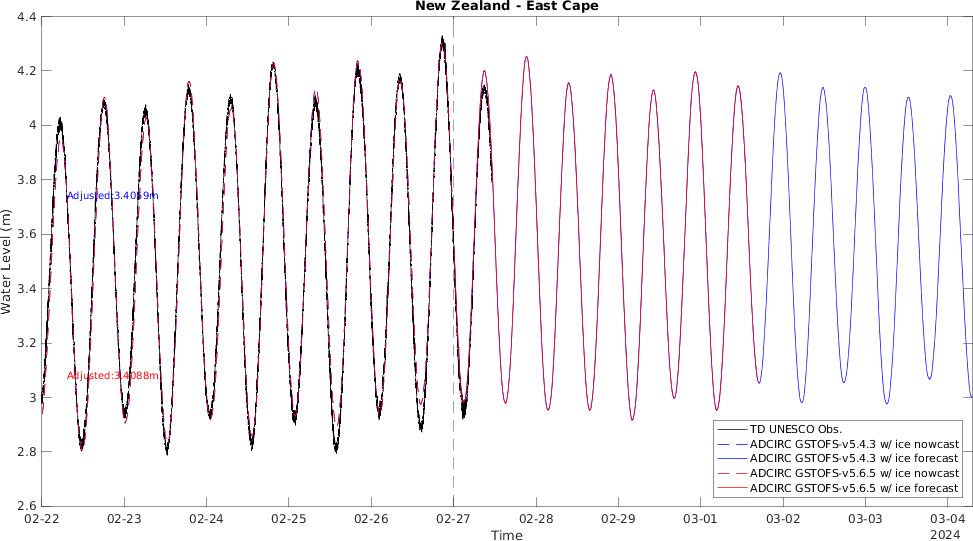 New Zealand - East Cape
4.4
4.2
4
3.8
3.6
3.4
3.2
3
2.8
2.6
Water Level (m)
Adjusted:3.4059m
Adjusted:3.4088m
TD UNESCO Obs.
ADCIRC GSTOFS-v5.4.3 w/ ice nowcast
ADCIRC GSTOFS-v5.4.3 w/ ice forecast
ADCIRC GSTOFS-v5.6.5 w/ ice nowcast
ADCIRC GSTOFS-v5.6.5 w/ ice forecast
02-22 02-23 02-24 02-25 02-26 02-27 02-28 02-29 03-01 03-02 03-03 03-04
2024
Time